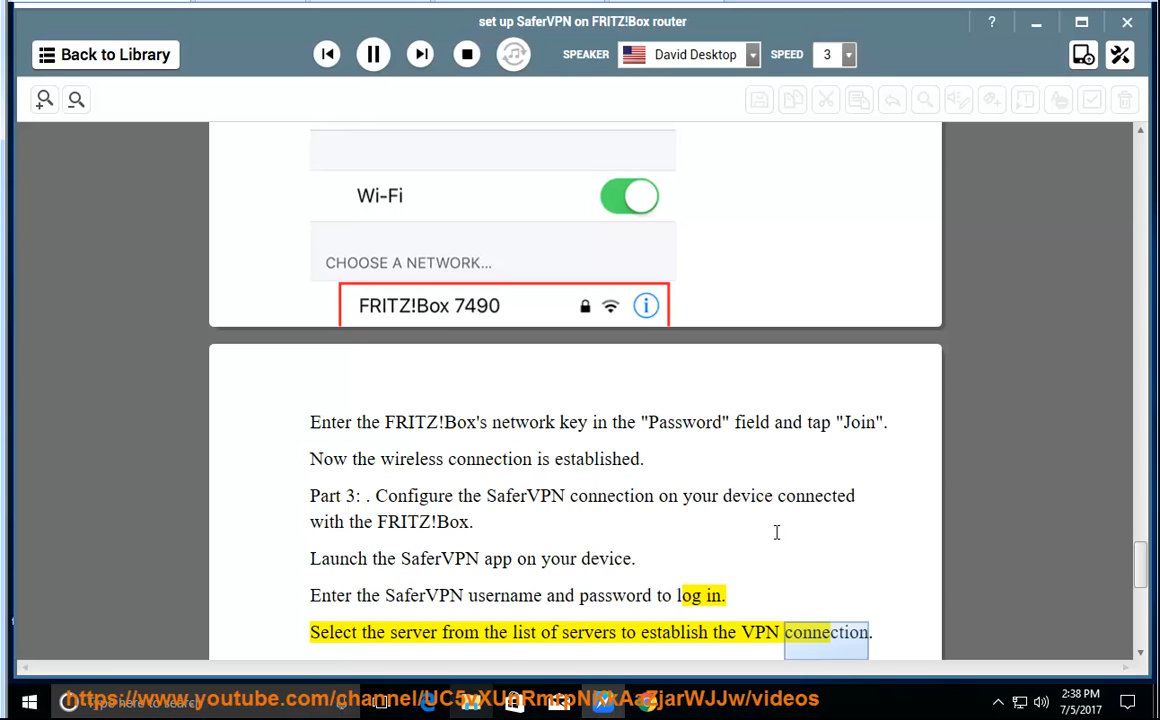 set up SaferVPN on FRITZ!Box router
?
Back to Library
SPEAKER David Desktop SPEED 3
Wi-Fi
CHOOSE A NETWORK...
FRITZ!Box 7490
Enter the FRITZ!Box's network key in the "Password" field and tap "Join".
Now the wireless connection is established.
Part 3: . Configure the SaferVPN connection on your device connected
with the FRITZ!Box.
Launch the SaferVPN app on your device.
Enter the SaferVPN username and password to log in.
Select the server from the list of servers to establish the VPN connection.
2:38 PM
7/5/2017